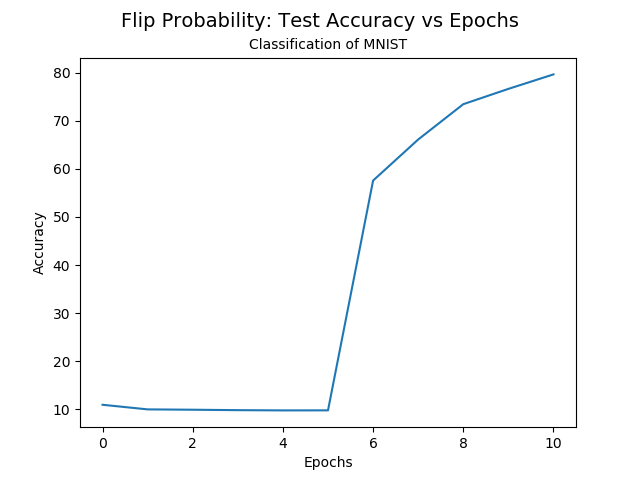 Flip Probability: Test Accuracy vs Epochs
Classification of MNIST
80
70
60
50
40
30
20
10
Accuracy
0 2 4 6 8 10
Epochs